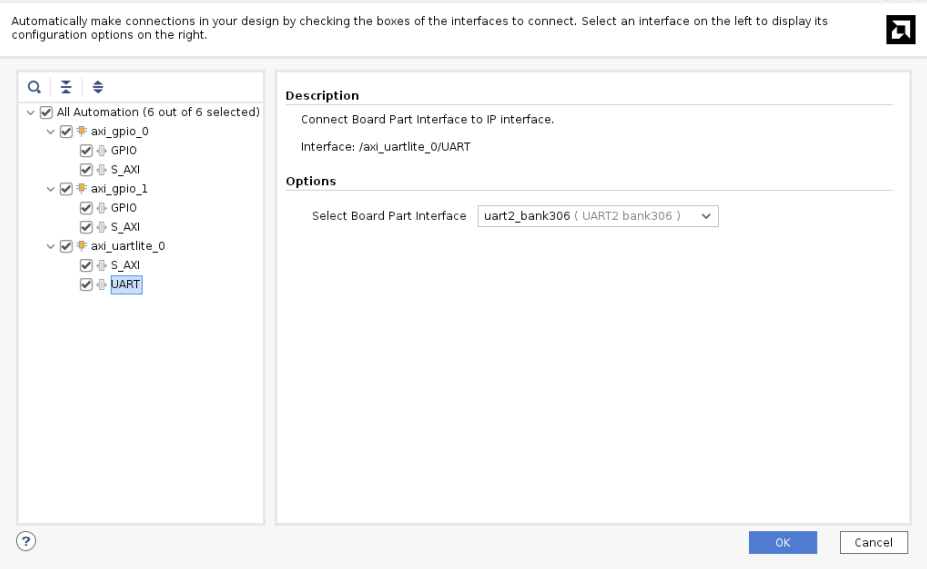 Automatically make connections in your design by checking the boxes of the interfaces to connect. Select an interface on the left to display its
configuration options on the right.
All Automation (6 out of 6 selected)
axi_gpio_0
GPIO
S_AXI
axi_gpio_1
GPIO
S_AXI
axi_uartlite_0
S_AXI
UART
Description
Connect Board Part Interface to IP interface.
Interface: /axi_uartlite_0/UART
Options
Select Board Part Interface uart2_bank306 ( UART2 bank306 )
?
OK Cancel